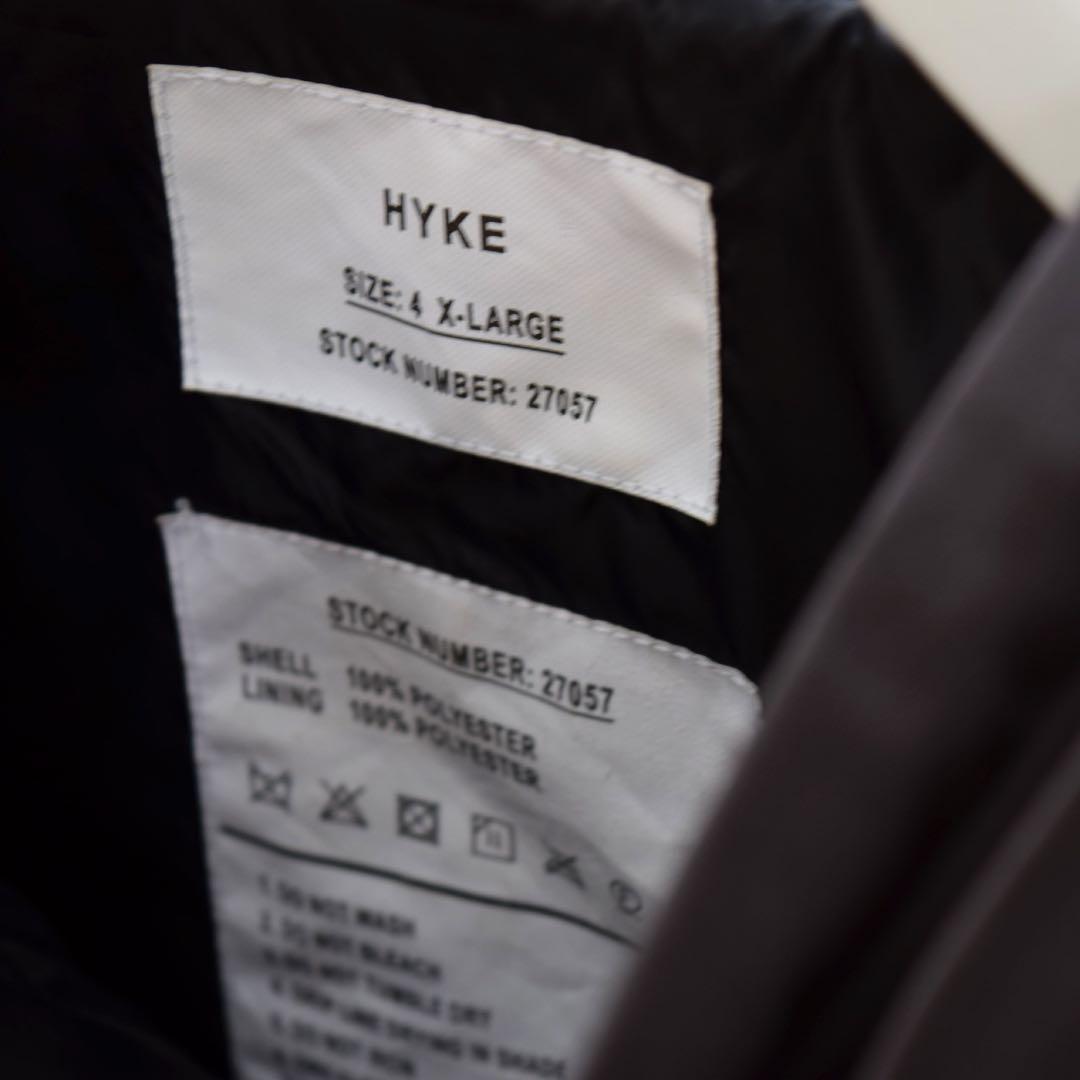 HYKE
SIZE: 4 X-LARGE
STOCK NUMBER: 27057
STOCK NUMBER: 27057
SHELL 100% POLYESTER
LINING 100% POLYESTER
P
1.DO NOT WASH
2.DO NOT BLEACH
3.DO NOT TUMBLE DRY
4.DRIP LINE DRYING IN SHADE
5.DO NOT IRON